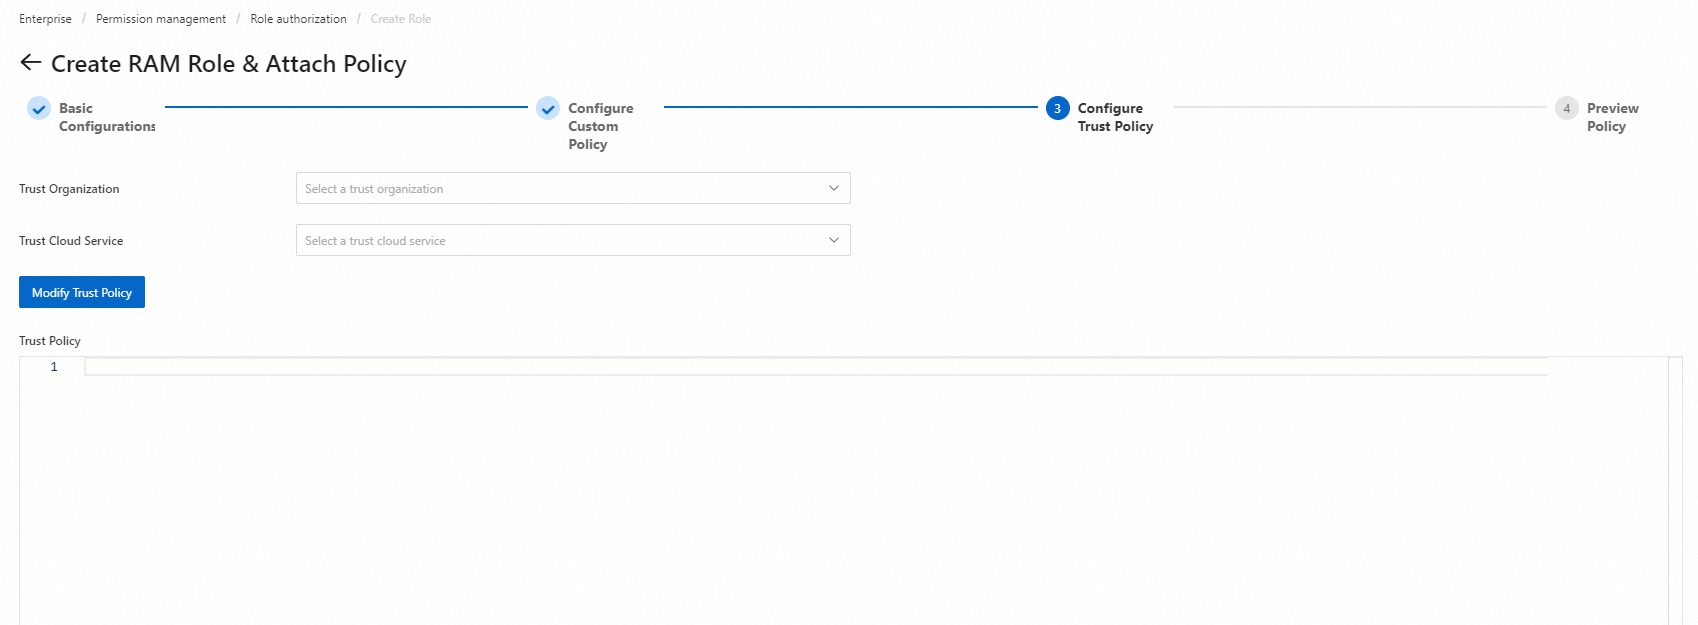 Enterprise / Permission management / Role authorization / Create Role
Create RAM Role & Attach Policy
Basic
Configurations
Configure
Custom
Policy
3
Configure
Trust Policy
4
Preview
Policy
Trust Organization
Select a trust organization
Trust Cloud Service
Select a trust cloud service
Modify Trust Policy
Trust Policy
1